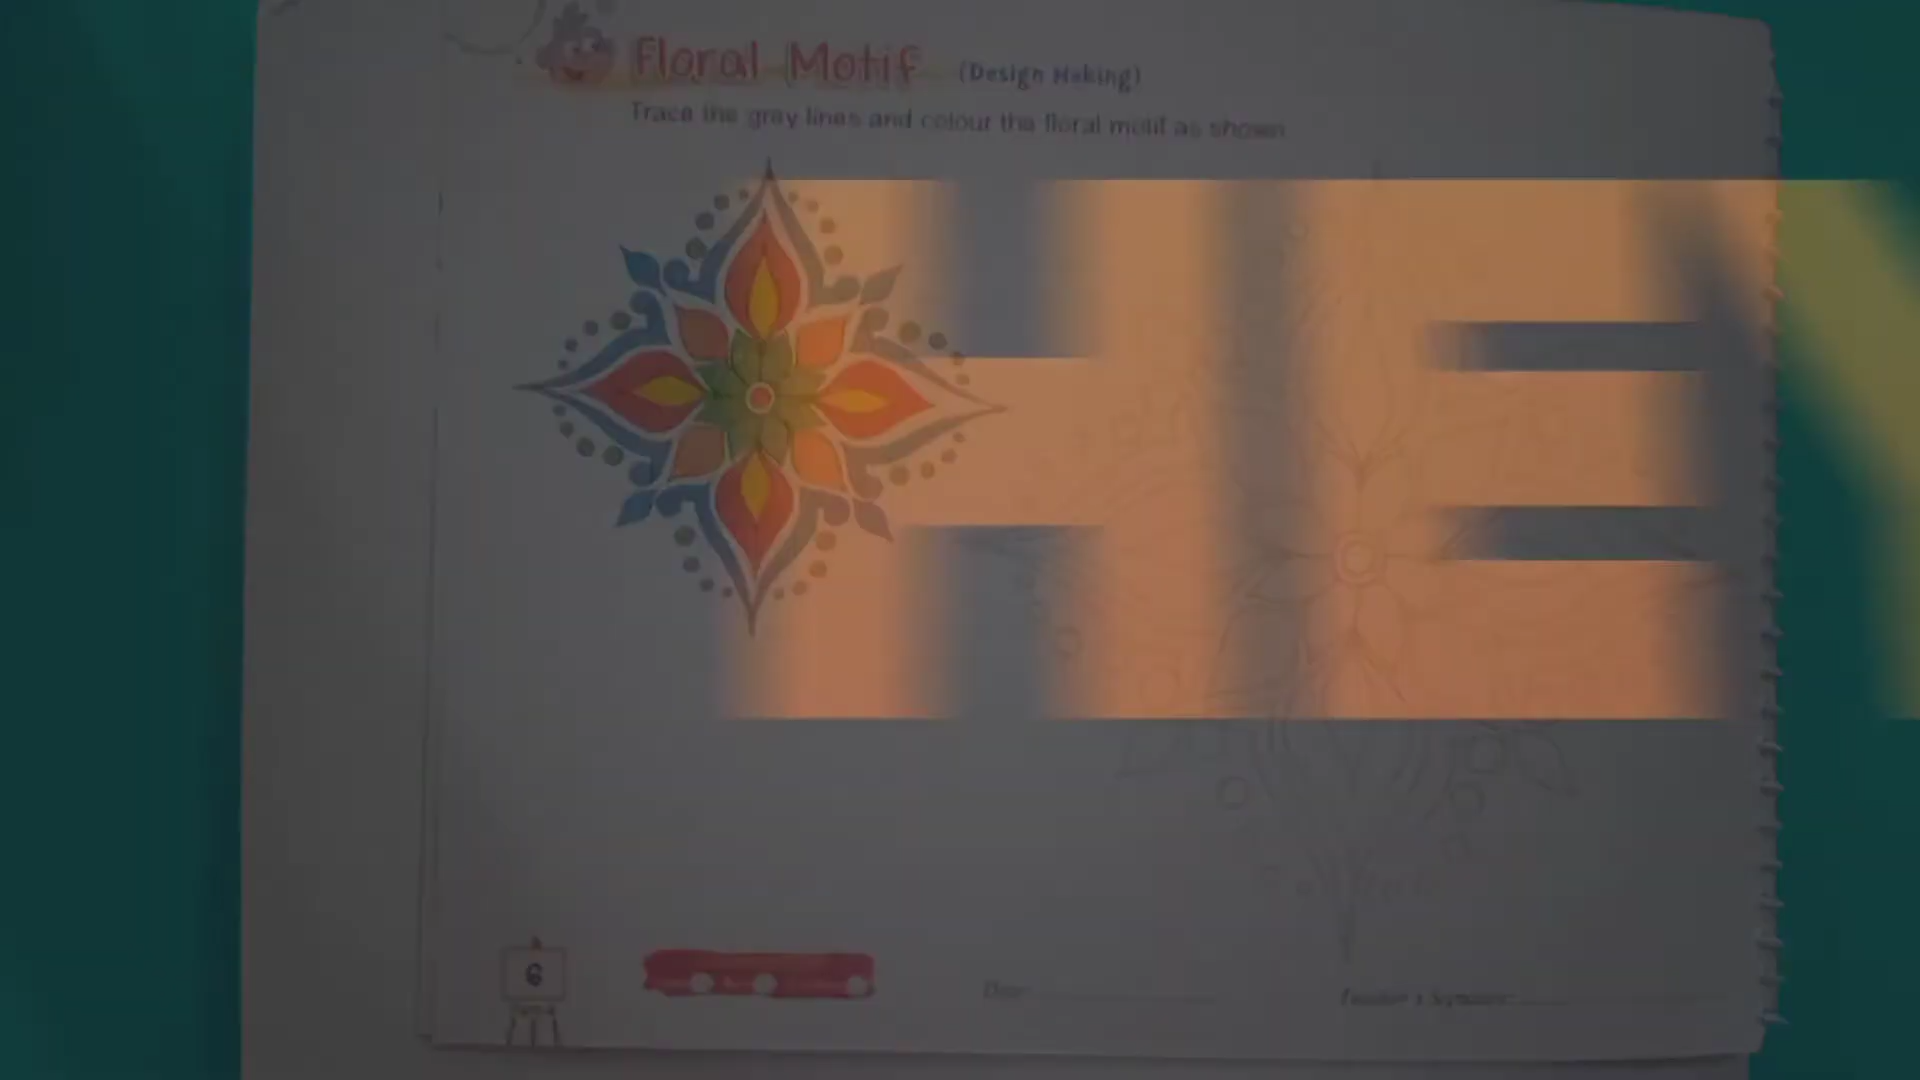 Floral Motif (Design Making)
Trace the gray lines and colour the floral motif as shown
HE
6
Date
Teacher's Signature